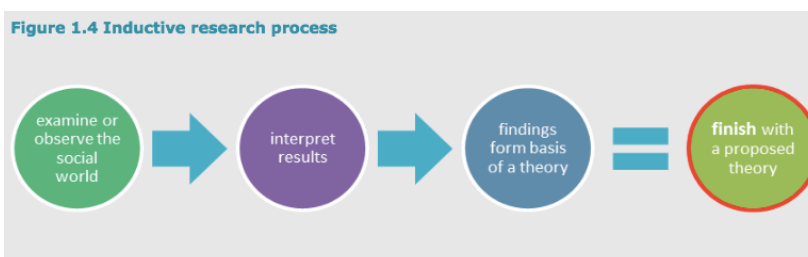 Figure 1.4 Inductive research process
examine or
observe the
social
world
interpret
results
findings
form basis
of a theory
finish with
a proposed
theory